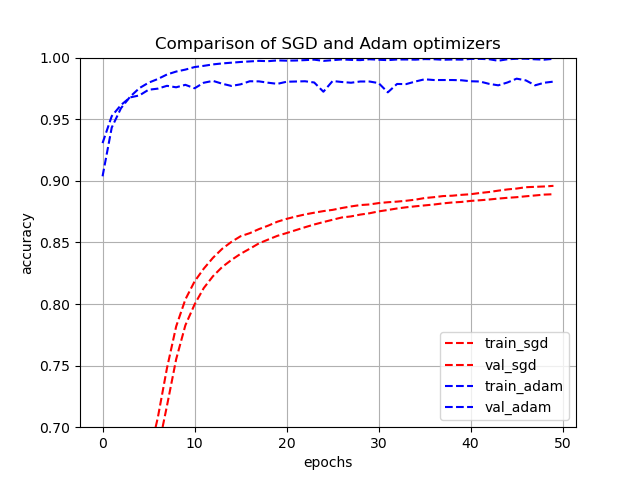 Comparison of SGD and Adam optimizers
1.00
0.95
0.90
0.85
0.80
0.75
0.70
accuracy
train_sgd
val_sgd
train_adam
val_adam
0 10 20 30 40 50
epochs